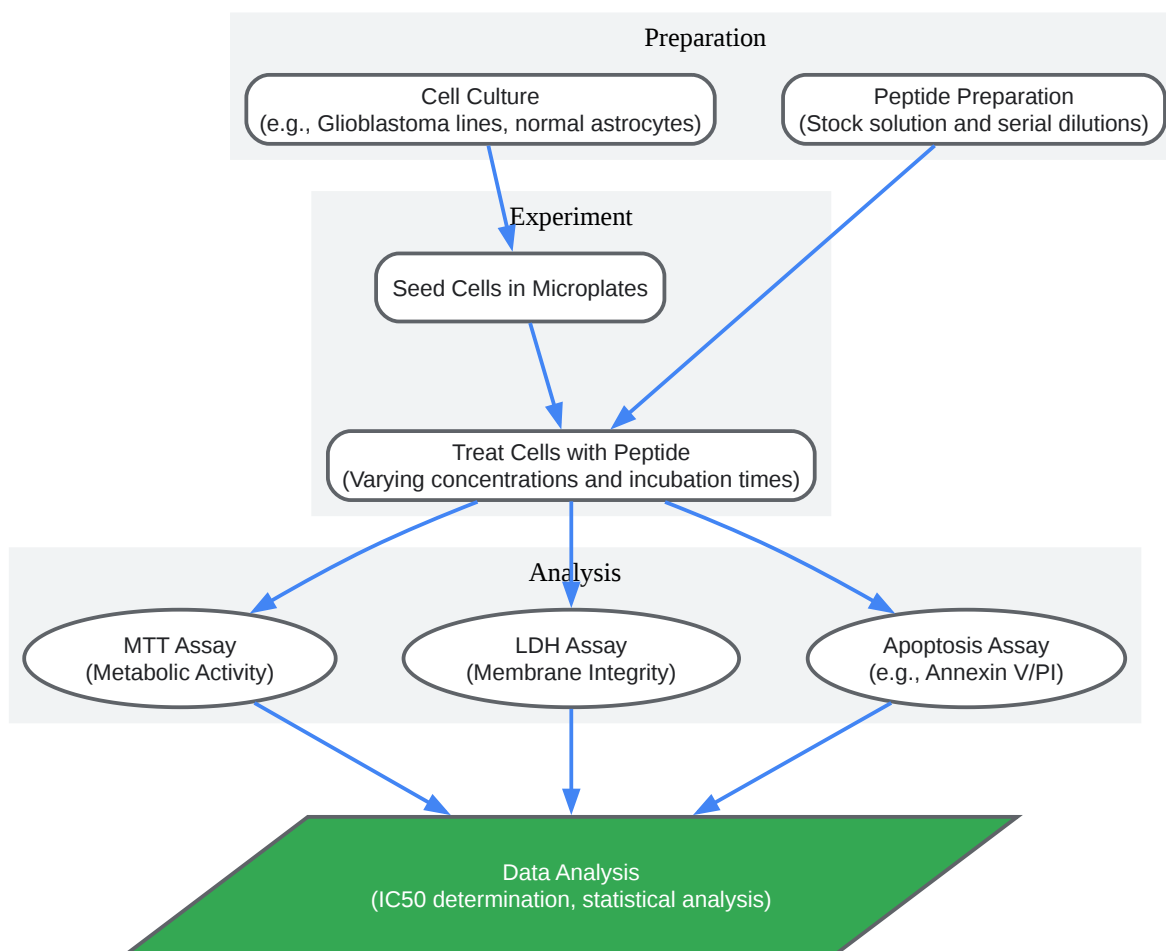 Preparation
Cell Culture
(e.g., Glioblastoma lines, normal astrocytes)
Peptide Preparation
(Stock solution and serial dilutions)
Experiment
Seed Cells in Microplates
Treat Cells with Peptide
(Varying concentrations and incubation times)
Analysis
MTT Assay
(Metabolic Activity)
LDH Assay
(Membrane Integrity)
Apoptosis Assay
(e.g., Annexin V/PI)
Data Analysis
(IC50 determination, statistical analysis)